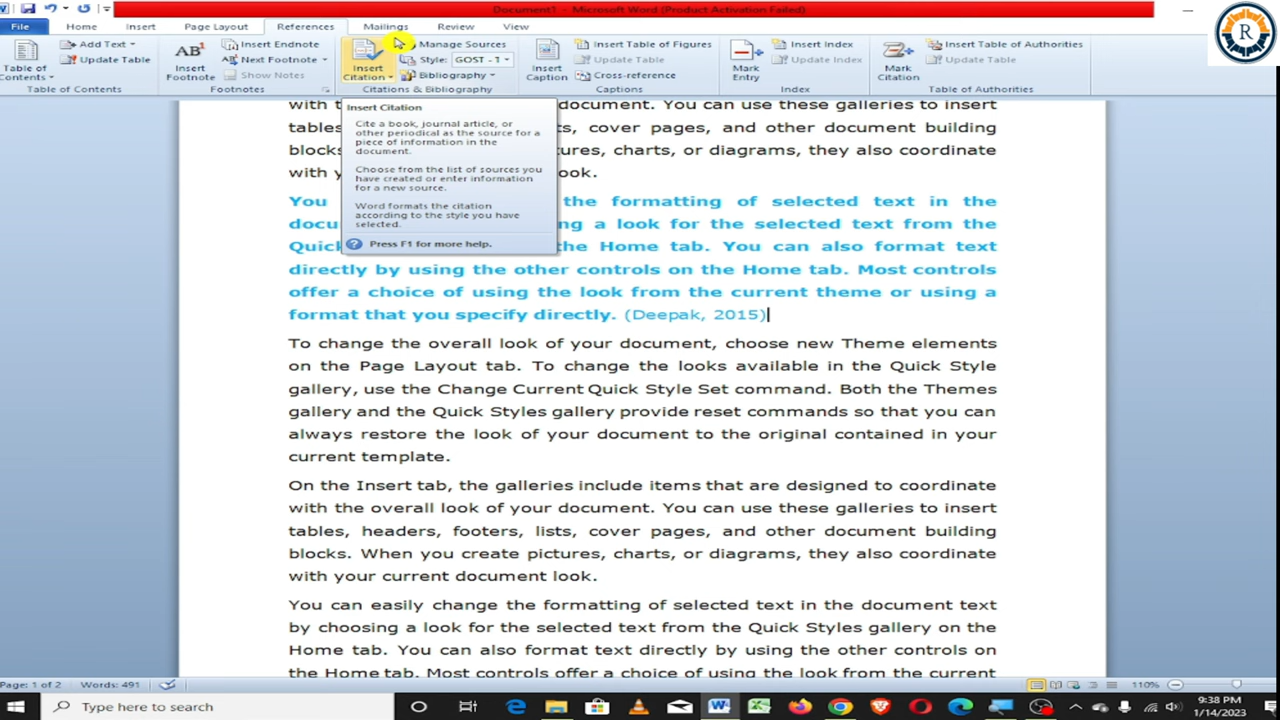 Document1 - Microsoft Word (Product Activation Failed)
File Home Insert Page Layout References Mailings Review View
Table of Contents
Add Text
Update Table
Table of Contents
AB1
Insert Footnote
Insert Endnote
Next Footnote
Show Notes
Footnotes
Insert Citation
Manage Sources
Style: GOST - T
Bibliography
Citations & Bibliography
Insert Caption
Insert Table of Figures
Update Table
Cross-reference
Captions
Mark Entry
Insert Index
Update Index
Index
Mark Citation
Insert Table of Authorities
Update Table
Table of Authorities
R
Insert Citation
Cite a book, journal article, or
other periodical as the source for a
piece of information in the
document.
Choose from the list of sources you
have created or enter information
for a new source.
Word formats the citation
according to the style you have
selected.
Press F1 for more help.
with document. You can use these galleries to insert
tables cover pages, and other document building
blocks charts, or diagrams, they also coordinate
with
You the formatting of selected text in the
a look for the selected text from the
the Home tab. You can also format text
directly by using the other controls on the Home tab. Most controls
offer a choice of using the look from the current theme or using a
format that you specify directly. (Deepak, 2015)
To change the overall look of your document, choose new Theme elements
on the Page Layout tab. To change the looks available in the Quick Style
gallery, use the Change Current Quick Style Set command. Both the Themes
gallery and the Quick Styles gallery provide reset commands so that you can
always restore the look of your document to the original contained in your
current template.
On the Insert tab, the galleries include items that are designed to coordinate
with the overall look of your document. You can use these galleries to insert
tables, headers, footers, lists, cover pages, and other document building
blocks. When you create pictures, charts, or diagrams, they also coordinate
with your current document look.
You can easily change the formatting of selected text in the document text
by choosing a look for the selected text from the Quick Styles gallery on the
Home tab. You can also format text directly by using the other controls on
the Home tab. Most controls offer a choice of using the look from the current
Page: 1 of 2 Words: 491 110%
Type here to search
9:38 PM
1/14/2023